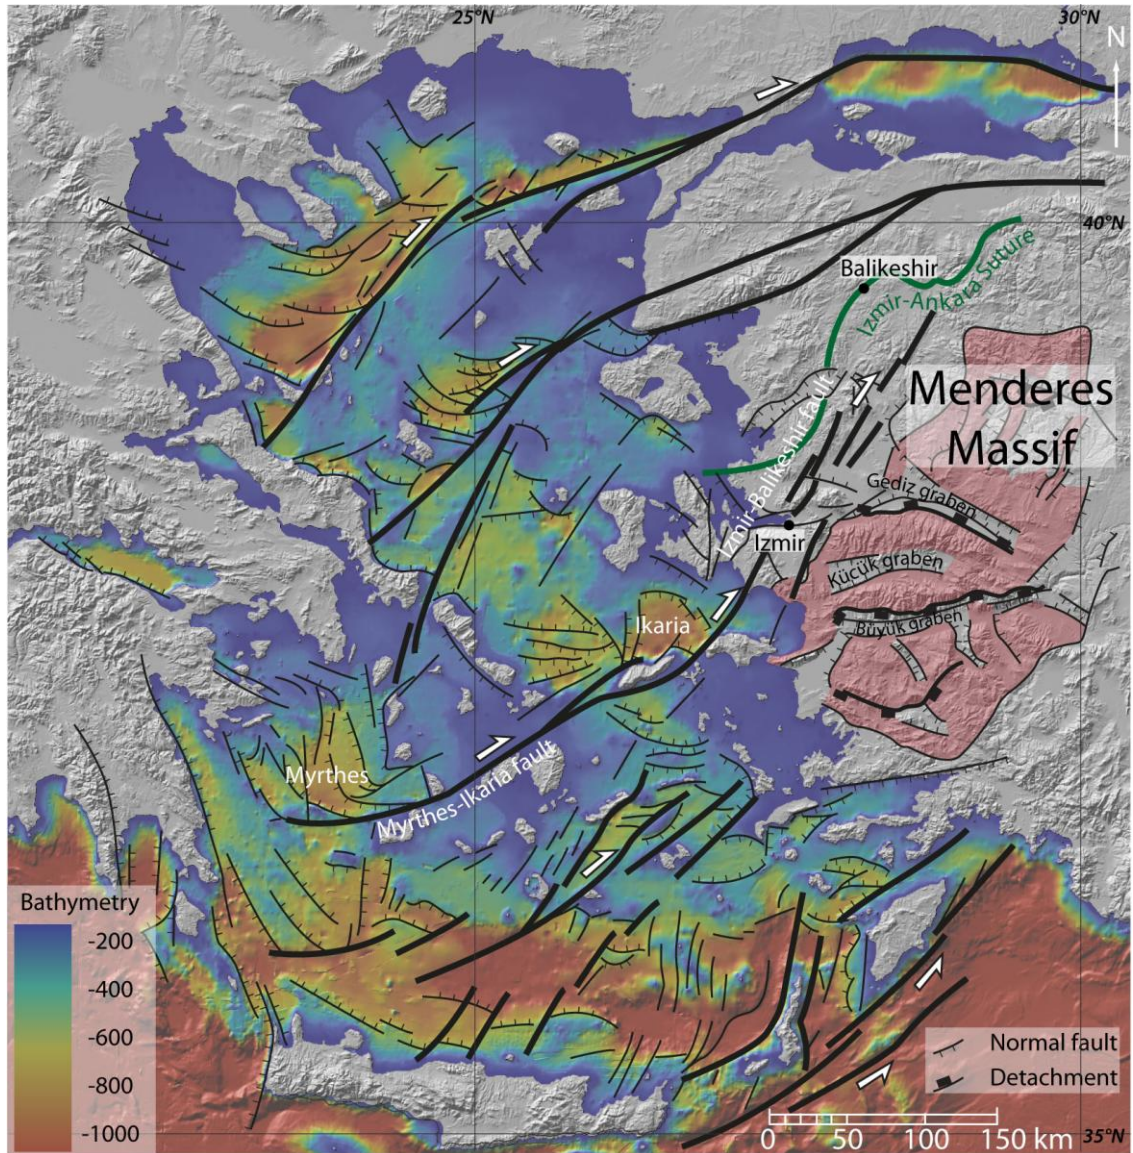 25°N
30°N
N
40°N
Balikeshir
Izmir-Ankara Suture
Menderes
Massif
Izmir-Balikeshir fault
Gediz graben
Izmir
Kücük graben
Büyük graben
Ikaria
Myrthes
Myrthes-Ikaria fault
Bathymetry
-200
-400
-600
-800
-1000
Normal fault
Detachment
0 50 100 150 km
35°N